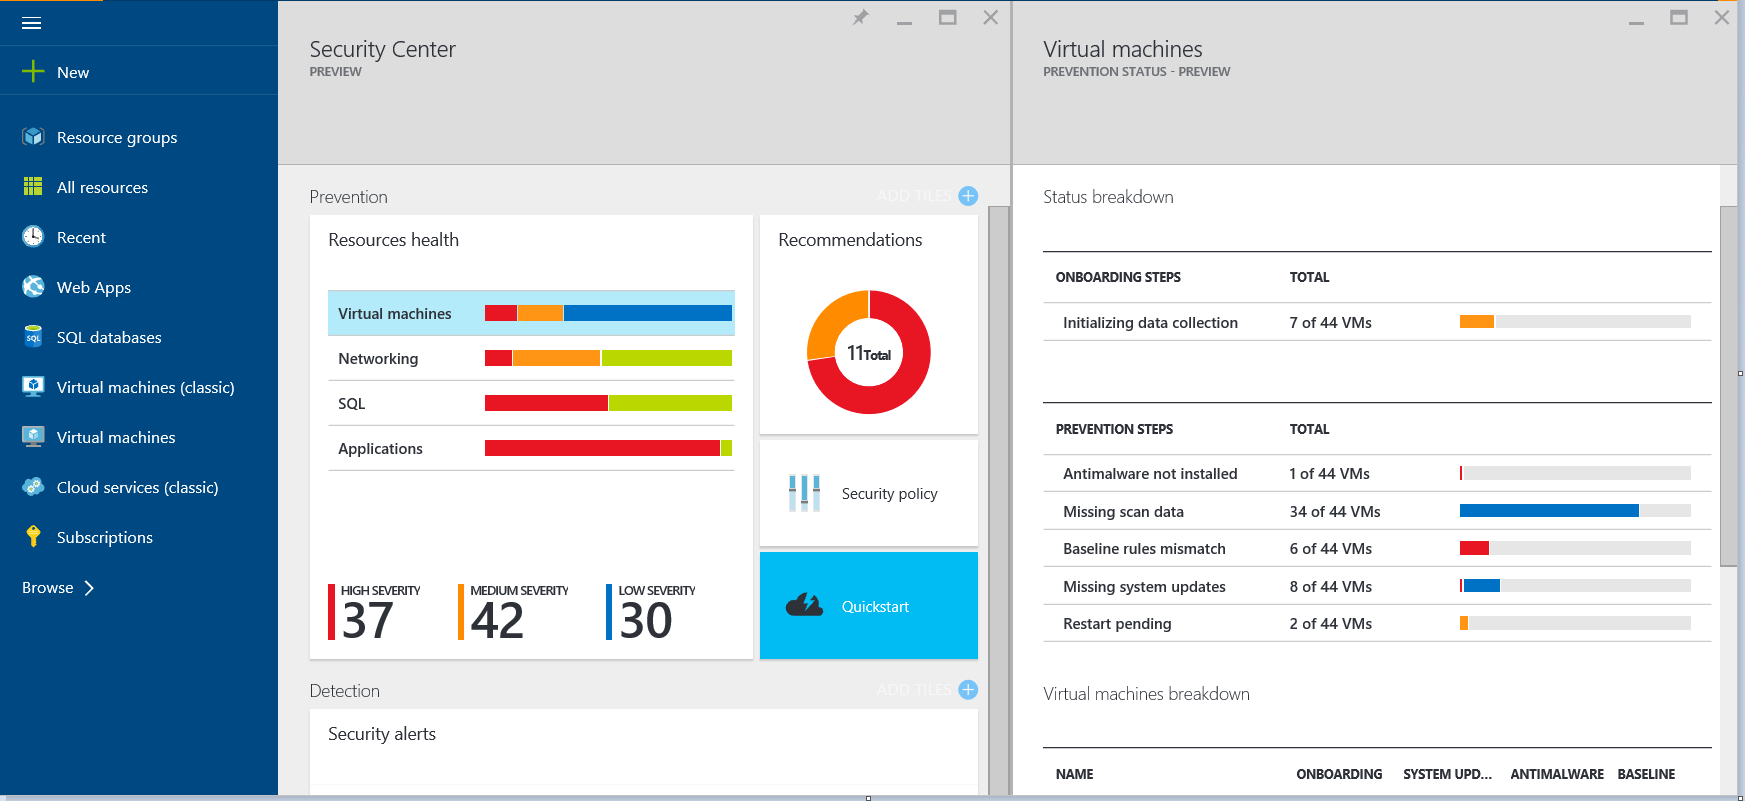 New
Resource groups
All resources
Recent
Web Apps
SQL databases
SQL
Virtual machines (classic)
Virtual machines
Cloud services (classic)
Subscriptions
Browse
Security Center
PREVIEW
Prevention
ADD TILES
Resources health
Virtual machines
Networking
SQL
Applications
HIGH SEVERITY
37
MEDIUM SEVERITY
42
LOW SEVERITY
30
Recommendations
11 Total
Security policy
Quickstart
Detection
ADD TILES
Security alerts
Virtual machines
PREVENTION STATUS - PREVIEW
Status breakdown
ONBOARDING STEPS TOTAL
Initializing data collection 7 of 44 VMs
PREVENTION STEPS TOTAL
Antimalware not installed 1 of 44 VMs
Missing scan data 34 of 44 VMs
Baseline rules mismatch 6 of 44 VMs
Missing system updates 8 of 44 VMs
Restart pending 2 of 44 VMs
Virtual machines breakdown
NAME ONBOARDING SYSTEM UPD... ANTIMALWARE BASELINE